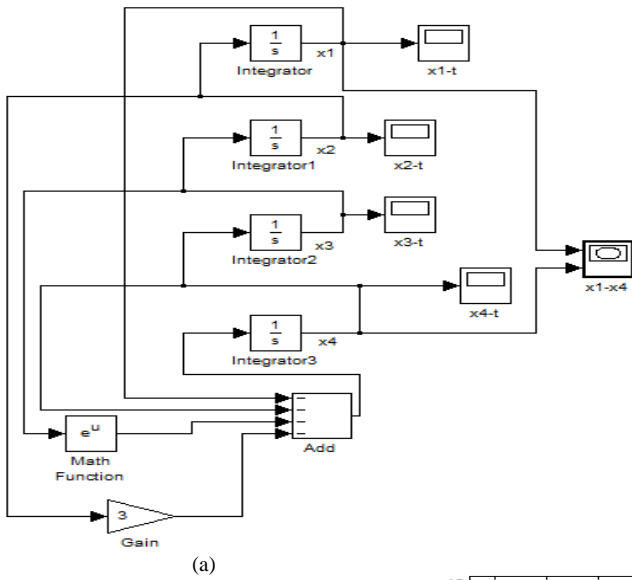 1
s
x1
Integrator
x1-t
1
s
x2
Integrator1
x2-t
1
s
x3
Integrator2
x3-t
x1-x4
1
s
x4
Integrator3
x4-t
e^u
Math
Function
Add
3
Gain
(a)